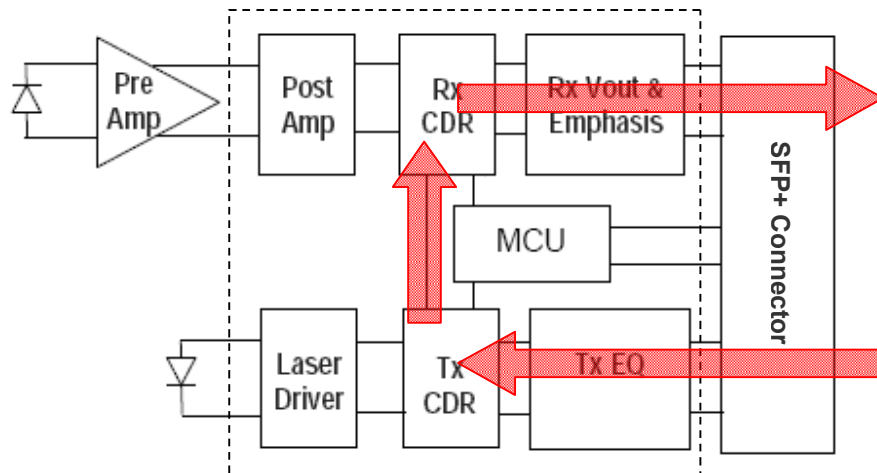 Pre
Amp
Post
Amp
Rx
CDR
Rx Vout &
Emphasis
SFP+ Connector
MCU
Laser
Driver
Tx
CDR
Tx EQ